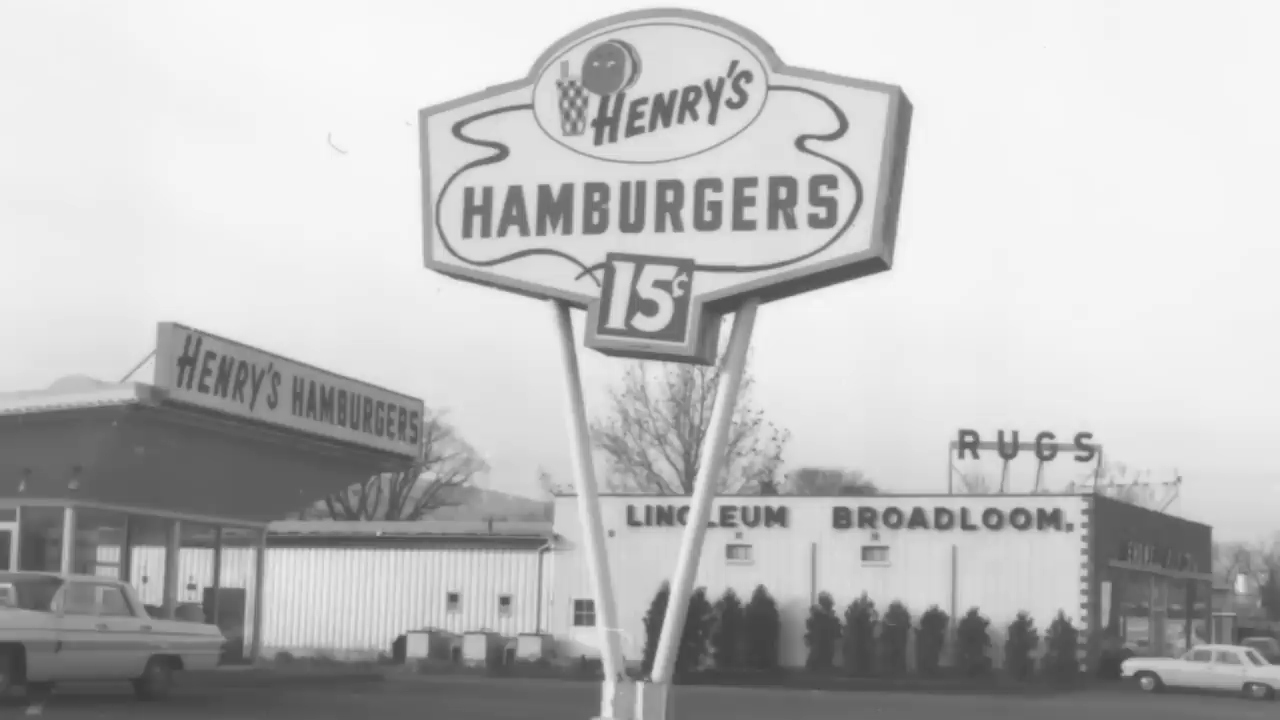 HENRY'S
HAMBURGERS
15¢
HENRY'S HAMBURGERS
RUGS
LINOLEUM BROADLOOM.